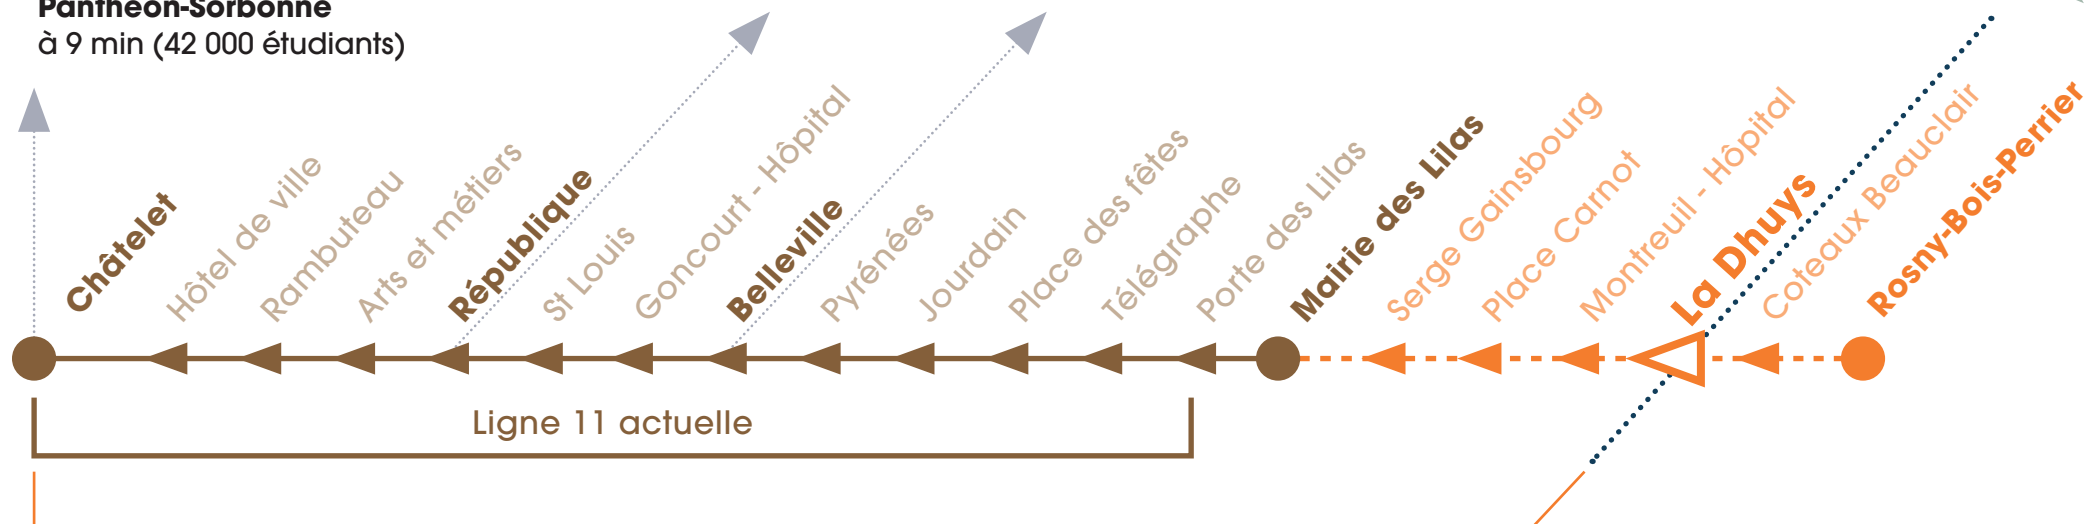 Panthéon-Sorbonne
à 9 min (42 000 étudiants)
Châtelet
Hôtel de ville
Rambuteau
Arts et métiers
République
St Louis
Goncourt - Hôpital
Belleville
Pyrénées
Jourdain
Place des fêtes
Télégraphe
Porte des Lilas
Mairie des Lilas
Serge Gainsbourg
Place Carnot
Montreuil - Hôpital
La Dhuys
Coteaux Beauclair
Rosny-Bois-Perrier
Ligne 11 actuelle